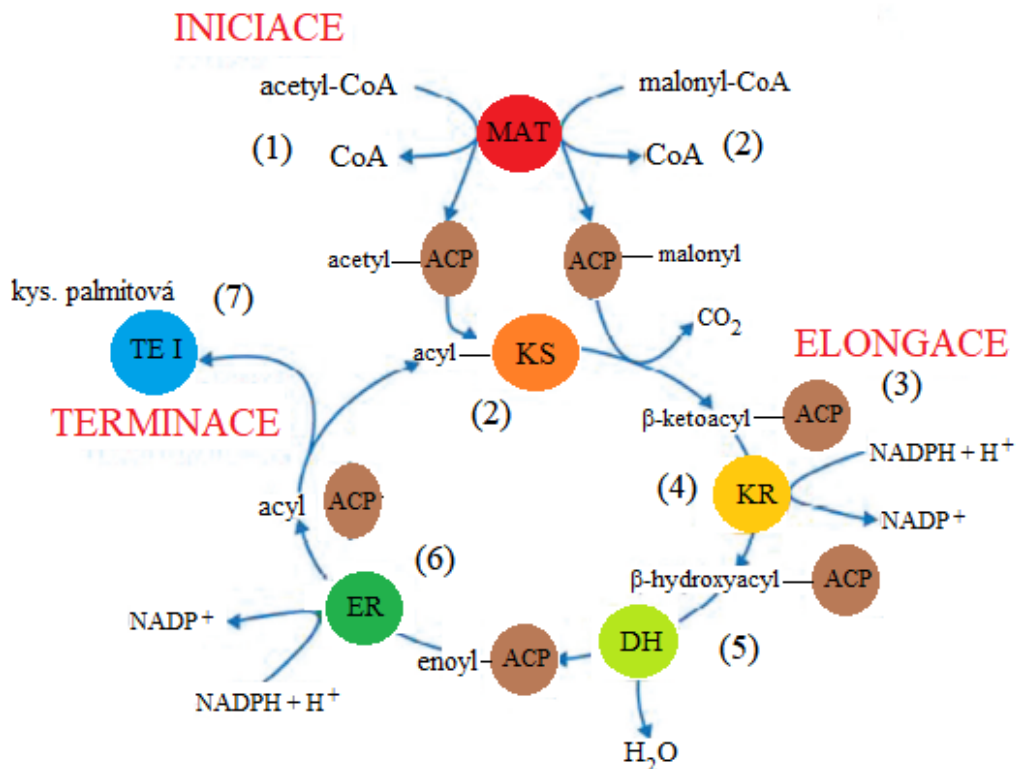 INICIACE
acetyl-CoA
malonyl-CoA
MAT
(1)
CoA
CoA
(2)
acetyl
ACP
ACP
malonyl
kys. palmitová
(7)
TE I
TERMINACE
acyl
KS
(2)
CO2
ELONGACE
(3)
β-ketoacyl
ACP
NADPH + H+
(4)
KR
NADP+
acyl
ACP
(6)
β-hydroxyacyl
ACP
NADP+
ER
enoyl
ACP
DH
(5)
NADPH + H+
H2O